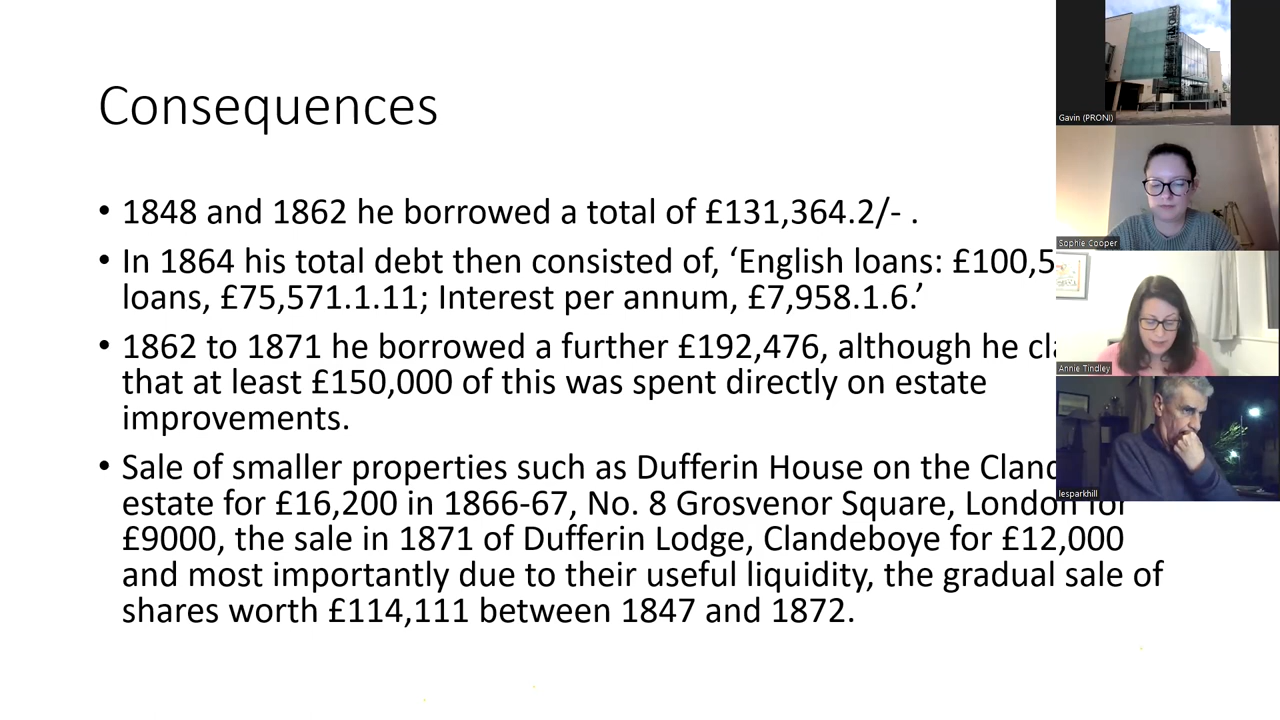 Consequences
• 1848 and 1862 he borrowed a total of £131,364.2/- .
• In 1864 his total debt then consisted of, ‘English loans: £100,5
loans, £75,571.1.11; Interest per annum, £7,958.1.6.’
• 1862 to 1871 he borrowed a further £192,476, although he cla
that at least £150,000 of this was spent directly on estate
improvements.
• Sale of smaller properties such as Dufferin House on the Cland
estate for £16,200 in 1866-67, No. 8 Grosvenor Square, London for
£9000, the sale in 1871 of Dufferin Lodge, Clandeboye for £12,000
and most importantly due to their useful liquidity, the gradual sale of
shares worth £114,111 between 1847 and 1872.
Gavin (PRONI)
Sophie Cooper
Annie Tindley
lesparkhill